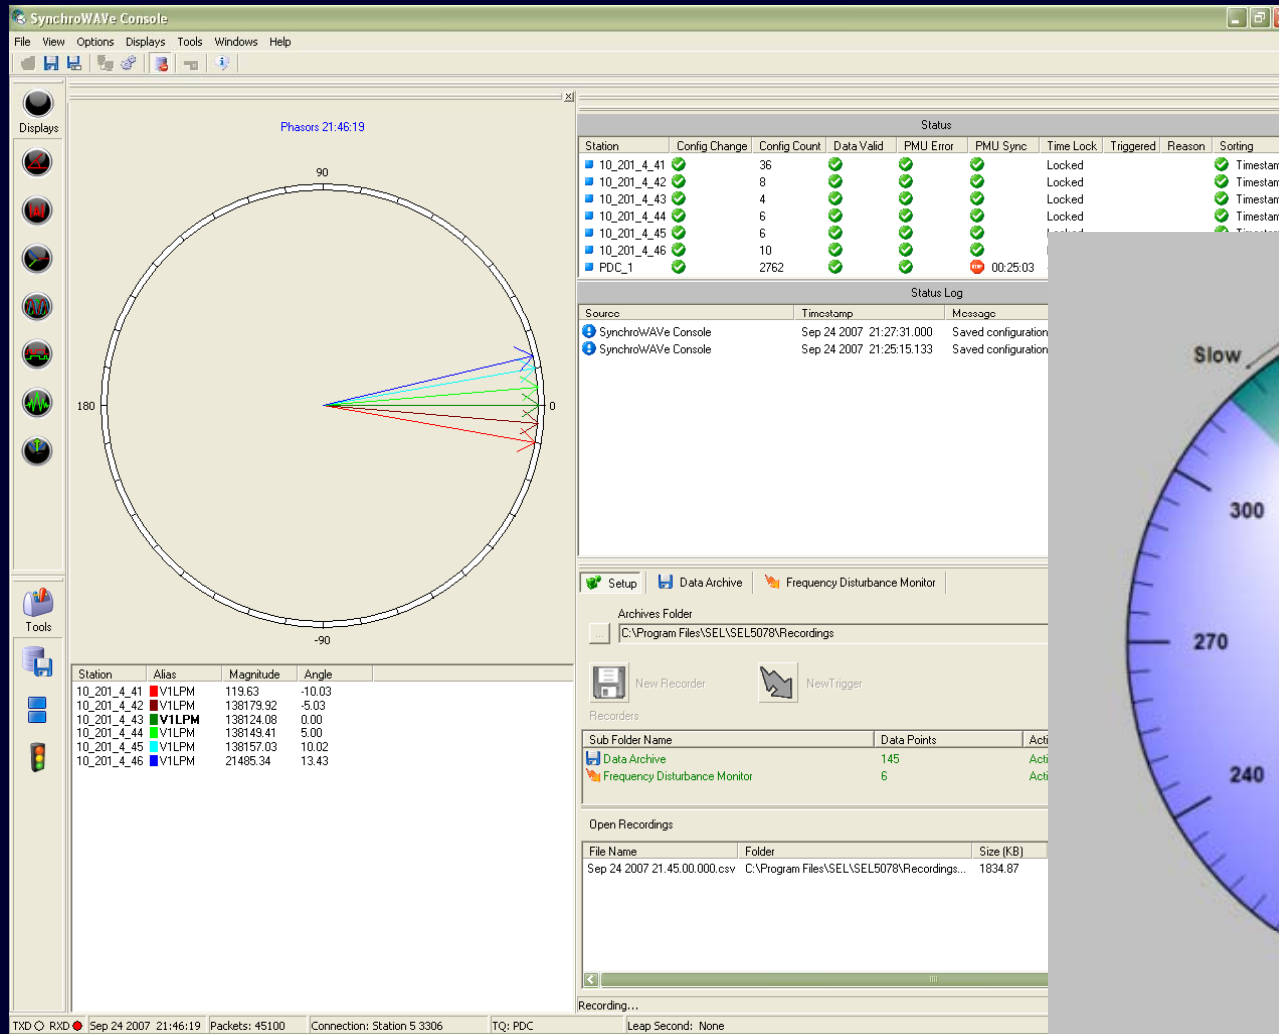 SynchroWAVe Console
File View Options Displays Tools Windows Help
Displays
Phasors 21:46:19
90
180
0
-90
Station Alias Magnitude Angle
10_201_4_41 V1LPM 119.63 -10.03
10_201_4_42 V1LPM 138179.92 -5.03
10_201_4_43 V1LPM 138124.08 0.00
10_201_4_44 V1LPM 138149.41 5.00
10_201_4_45 V1LPM 138157.03 10.02
10_201_4_46 V1LPM 21485.34 13.43
Tools
Status
Station Config Change Config Count Data Valid PMU Error PMU Sync Time Lock Triggered Reason Sorting
10_201_4_41 36 Locked Timestam
10_201_4_42 8 Locked Timestam
10_201_4_43 4 Locked Timestam
10_201_4_44 6 Locked Timestam
10_201_4_45 6
10_201_4_46 10
PDC_1 2762 00:25:03
Status Log
Source Timestamp Message
SynchroWAVe Console Sep 24 2007 21:27:31.000 Saved configuration
SynchroWAVe Console Sep 24 2007 21:25:15.133 Saved configuration
Setup Data Archive Frequency Disturbance Monitor
Archives Folder
... C:\Program Files\SEL\SEL5078\Recordings
New Recorder NewTrigger
Recorders
Sub Folder Name Data Points Acti
Data Archive 145 Acti
Frequency Disturbance Monitor 6 Acti
Open Recordings
File Name Folder Size (KB)
Sep 24 2007 21.45.00.000.csv C:\Program Files\SEL\SEL5078\Recordings... 1834.87
Recording...
Slow
300
270
240
TXD RXD Sep 24 2007 21:46:19 Packets: 45100 Connection: Station 5 3306 TQ: PDC Leap Second: None